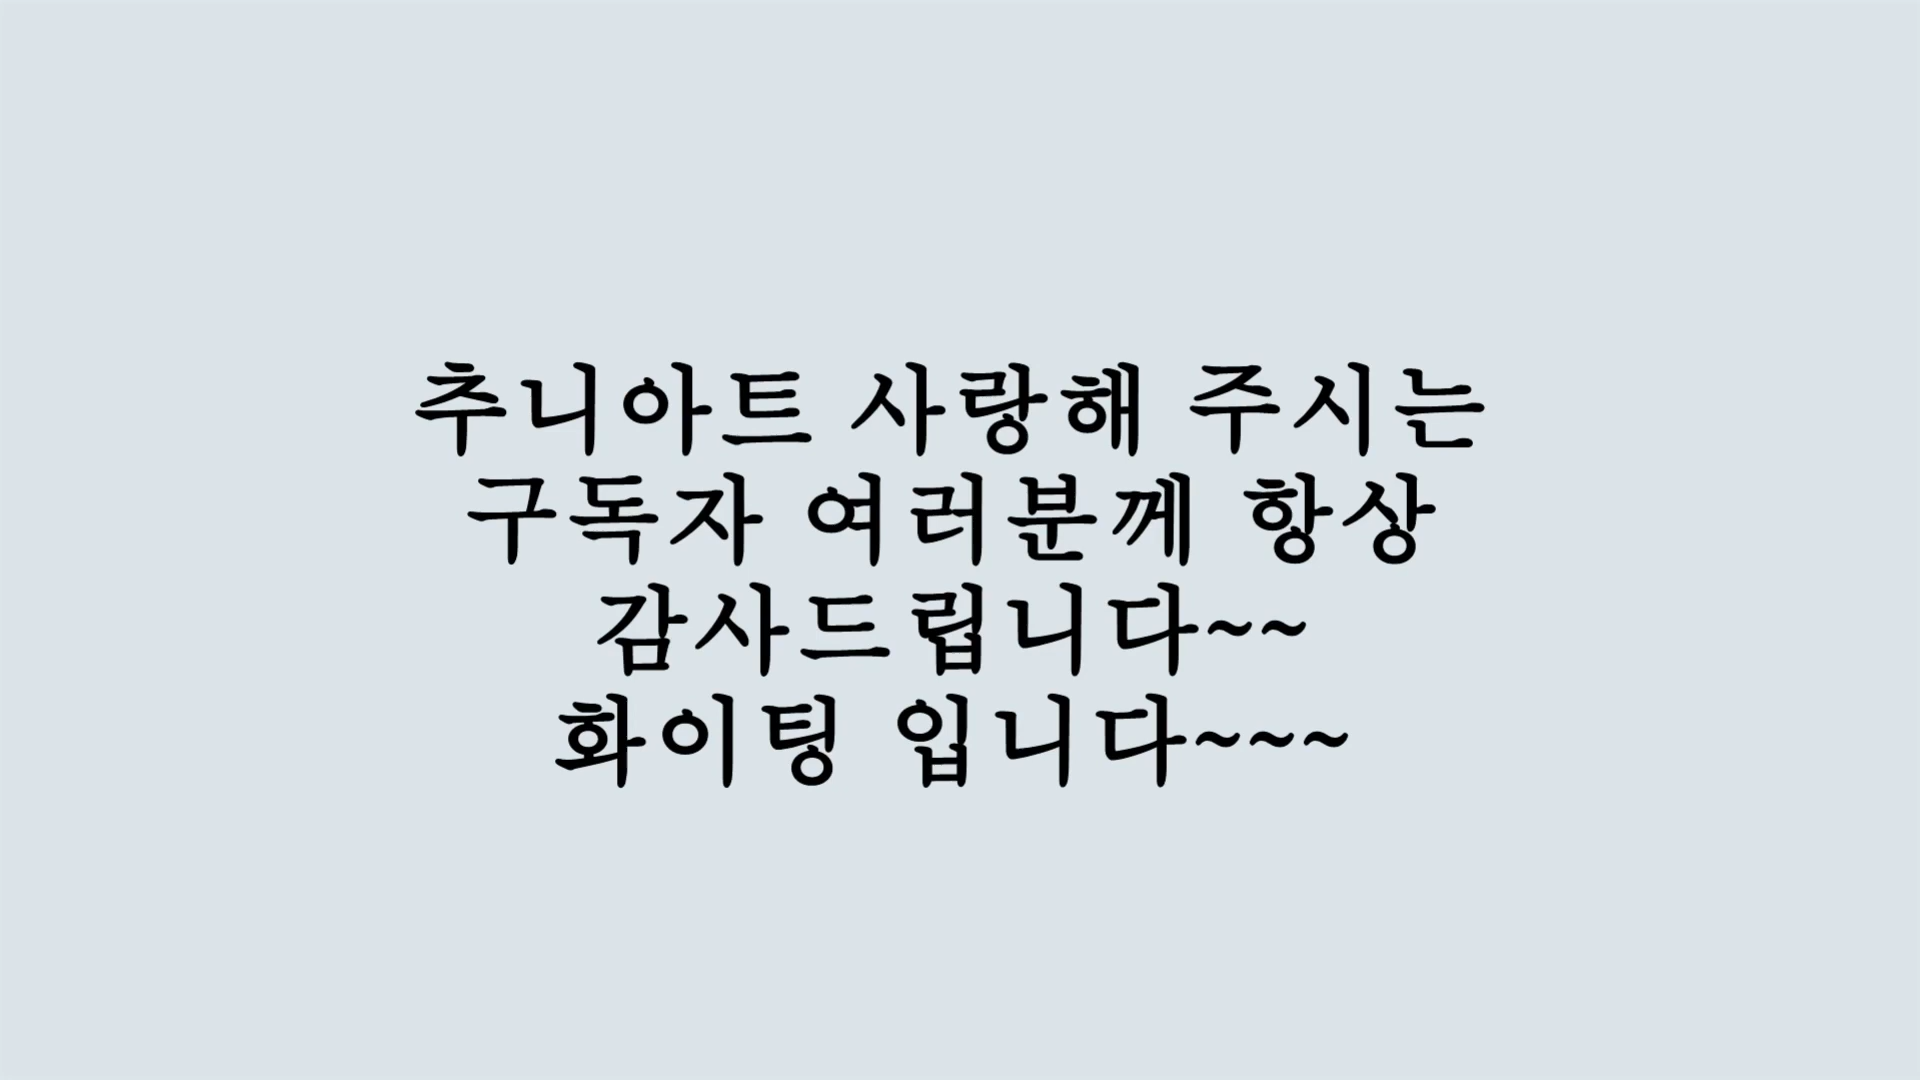 추니아트 사랑해 주시는
구독자 여러분께 항상
감사드립니다~~
화이팅 입니다~~~